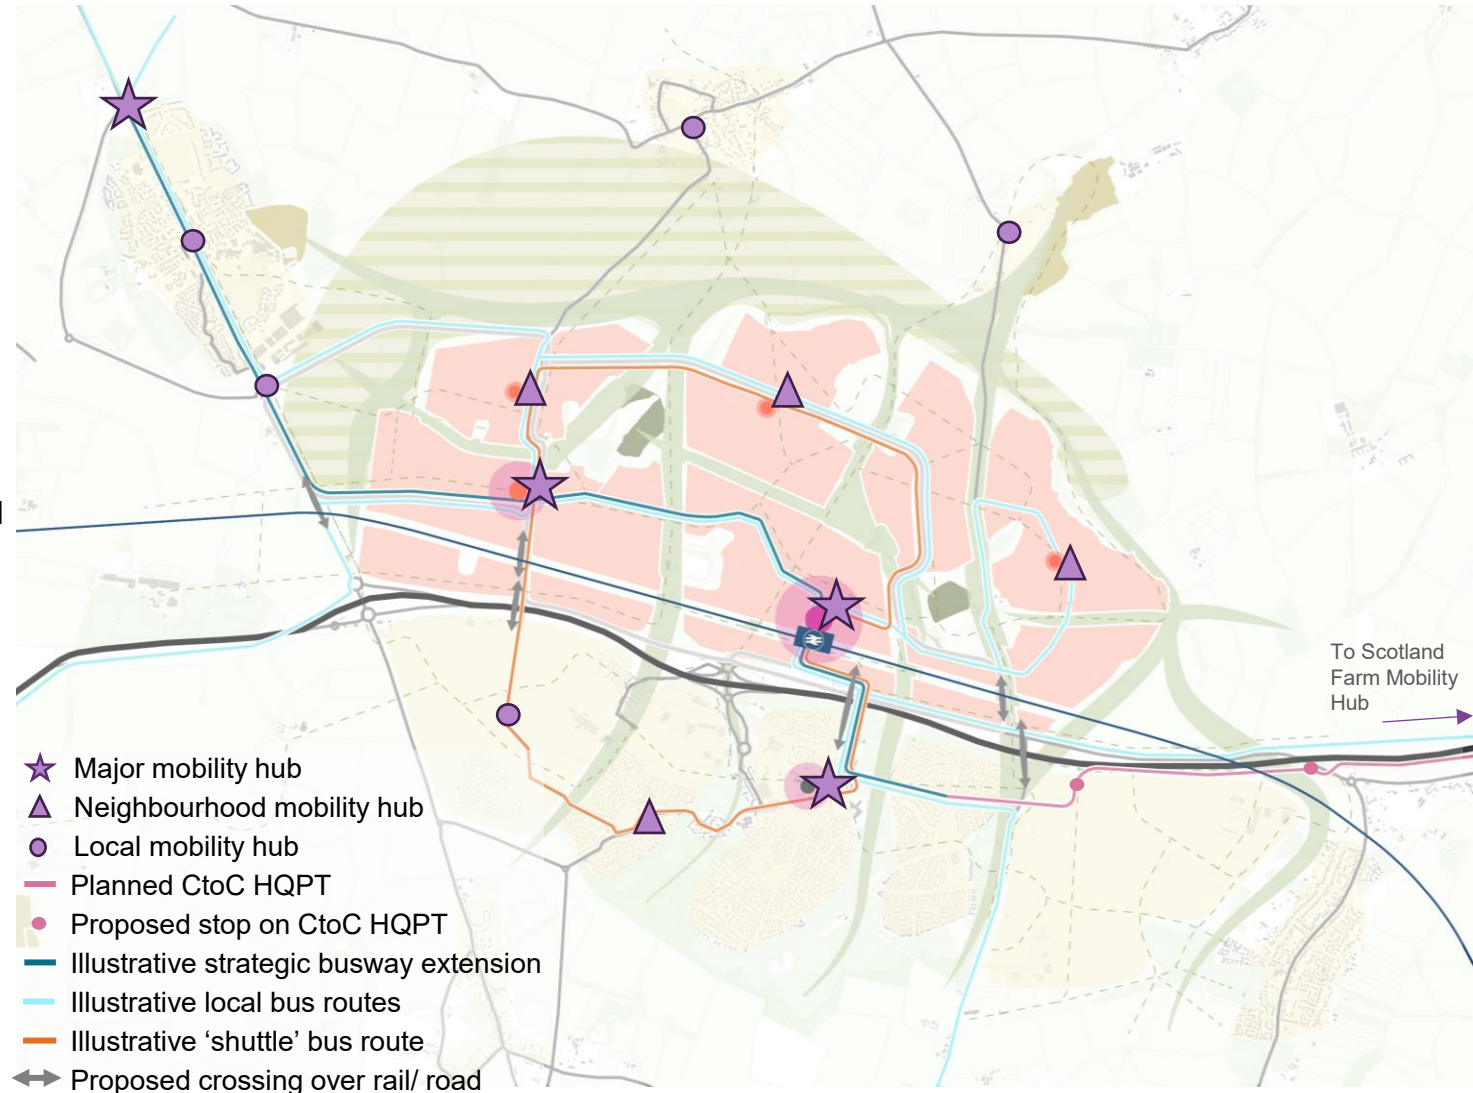 To Scotland
Farm Mobility
Hub
Major mobility hub
Neighbourhood mobility hub
Local mobility hub
Planned CtoC HQPT
Proposed stop on CtoC HQPT
Illustrative strategic busway extension
Illustrative local bus routes
Illustrative ‘shuttle’ bus route
Proposed crossing over rail/ road